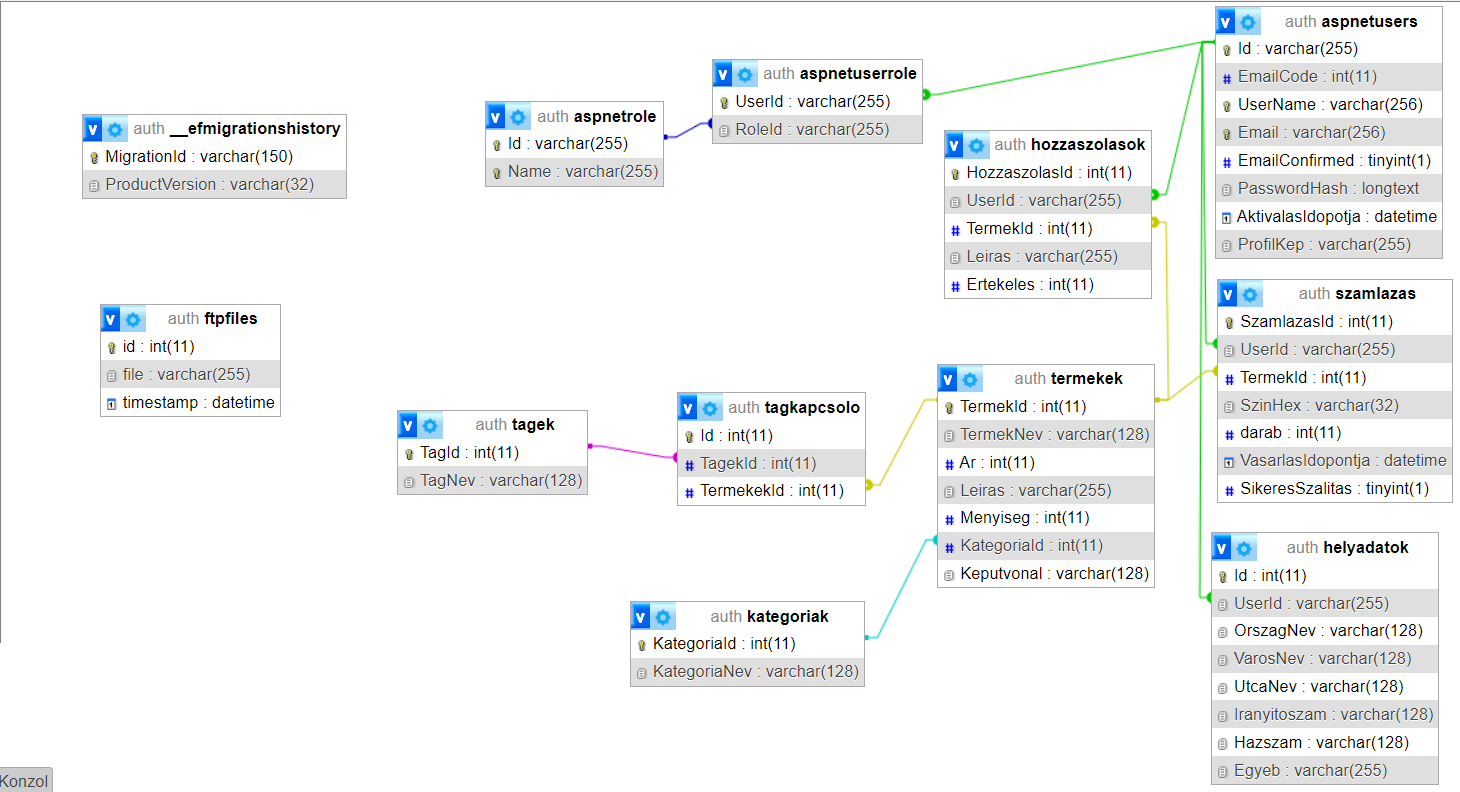 auth __efmigrationshistory
MigrationId : varchar(150)
ProductVersion : varchar(32)
auth ftpfiles
id : int(11)
file : varchar(255)
timestamp : datetime
auth aspnetrole
Id : varchar(255)
Name : varchar(255)
auth aspnetuserrole
UserId : varchar(255)
RoleId : varchar(255)
auth tagek
TagId : int(11)
TagNev : varchar(128)
auth tagkapcsolo
Id : int(11)
TagekId : int(11)
TermekekId : int(11)
auth kategoriak
KategoriaId : int(11)
KategoriaNev : varchar(128)
auth hozzaszolasok
HozzaszolasId : int(11)
UserId : varchar(255)
TermekId : int(11)
Leiras : varchar(255)
Ertekeles : int(11)
auth termekek
TermekId : int(11)
TermekNev : varchar(128)
Ar : int(11)
Leiras : varchar(255)
Menyiseg : int(11)
KategoriaId : int(11)
Keputvonal : varchar(128)
auth aspnetusers
Id : varchar(255)
EmailCode : int(11)
UserName : varchar(256)
Email : varchar(256)
EmailConfirmed : tinyint(1)
PasswordHash : longtext
AktivalasIdopotja : datetime
ProfilKep : varchar(255)
auth szamlazas
SzamlazasId : int(11)
UserId : varchar(255)
TermekId : int(11)
SzinHex : varchar(32)
darab : int(11)
VasarlasIdopontja : datetime
SikeresSzalitas : tinyint(1)
auth helyadatok
Id : int(11)
UserId : varchar(255)
OrszagNev : varchar(128)
VarosNev : varchar(128)
UtcaNev : varchar(128)
Iranyitoszam : varchar(128)
Hazszam : varchar(128)
Egyeb : varchar(255)
Konzol